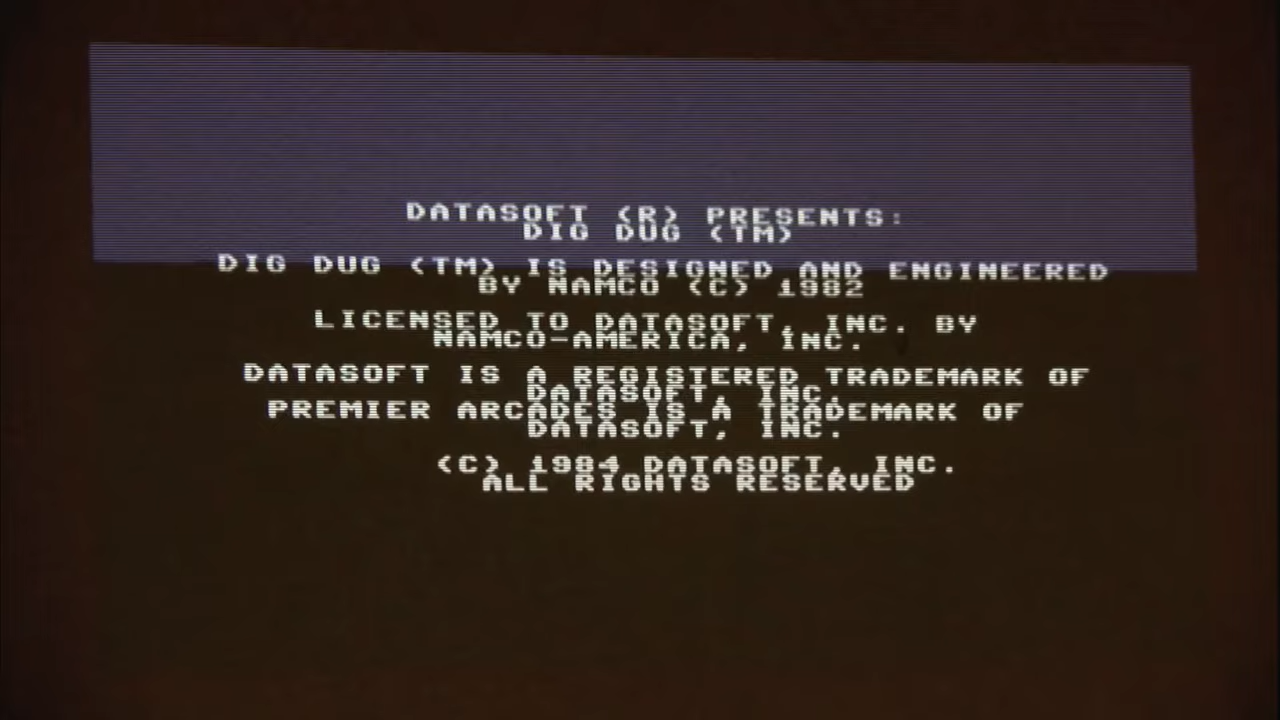 DATASOFT (R) PRESENTS:
DIG DUG (TM)
DIG DUG (TM) IS DESIGNED AND ENGINEERED
BY NAMCO (C) 1982
LICENSED TO DATASOFT, INC. BY
NAMCO-AMERICA, INC.
DATASOFT IS A REGISTERED TRADEMARK OF
DATASOFT, INC.
PREMIER ARCADES IS A TRADEMARK OF
DATASOFT, INC.
(C) 1984 DATASOFT, INC.
ALL RIGHTS RESERVED